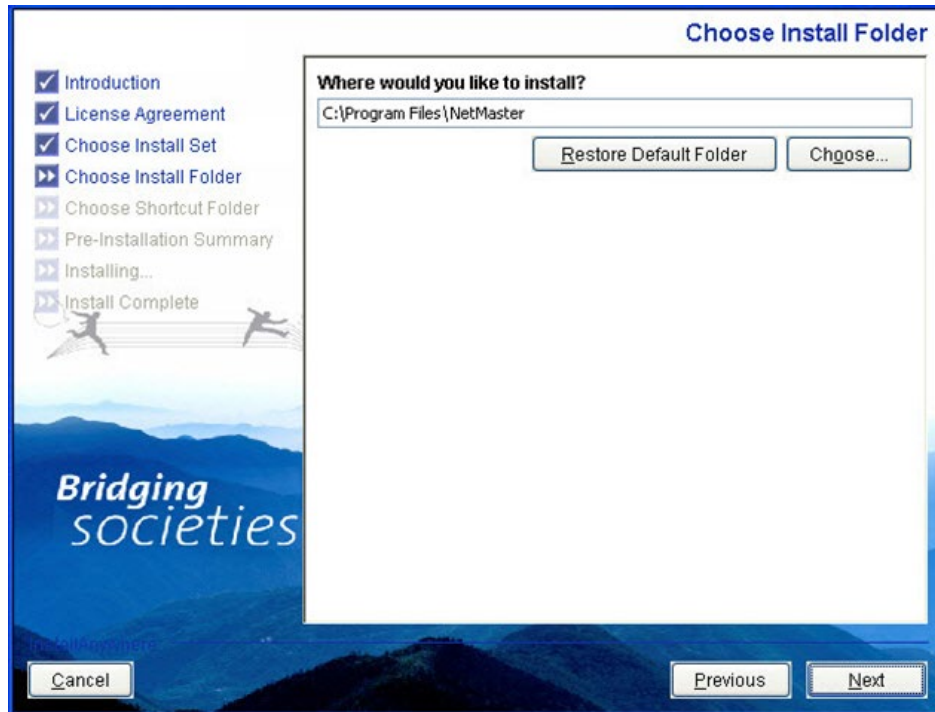 Choose Install Folder
Introduction
License Agreement
Choose Install Set
Choose Install Folder
Choose Shortcut Folder
Pre-Installation Summary
Installing...
Install Complete
Where would you like to install?
C:\Program Files\NetMaster
Restore Default Folder
Choose...
Bridging
societies
InstallAnywhere
Cancel
Previous
Next